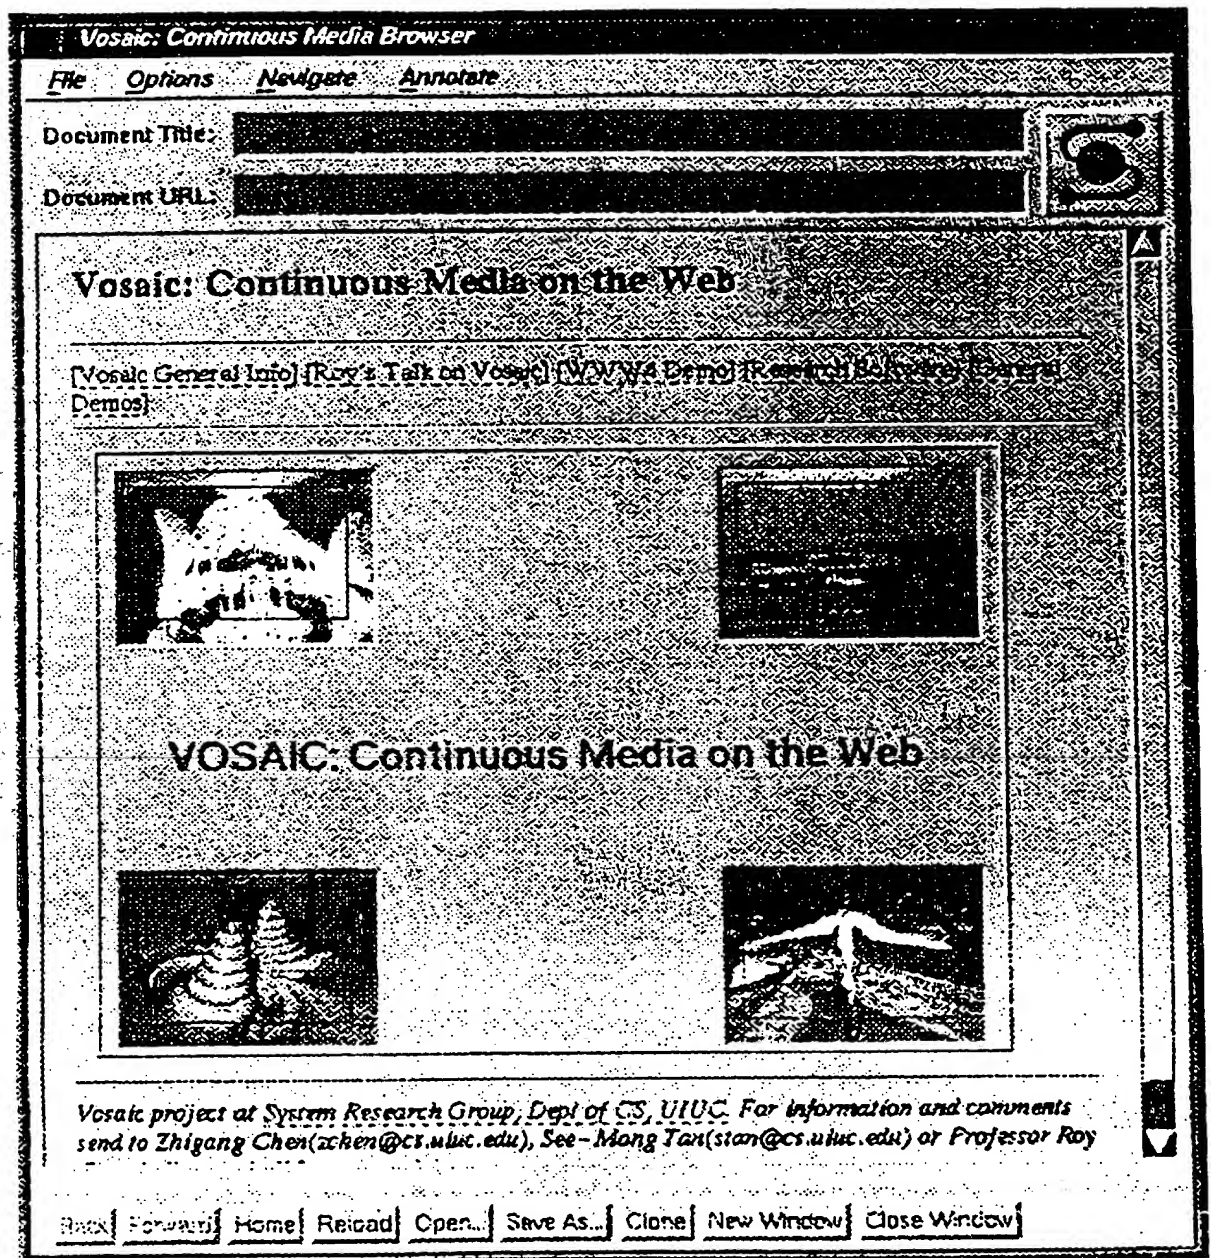 Vosaic: Continuous Media Browser
File Options Navigate Annotate
Document Title:
Document URL:
Vosaic: Continuous Media on the Web
[Vosaic General Info] [Roy's Talk on Vosaic] [WWW4 Demo] [Research Software] [General
Demos]
VOSAIC: Continuous Media on the Web
Vosaic project at System Research Group, Dept of CS, UIUC. For information and comments
send to Zhigang Chen(zchen@cs.uiuc.edu), See-Mong Tan(stan@cs.uiuc.edu) or Professor Roy
Back Forward Home Reload Open... Save As... Clone New Window Close Window